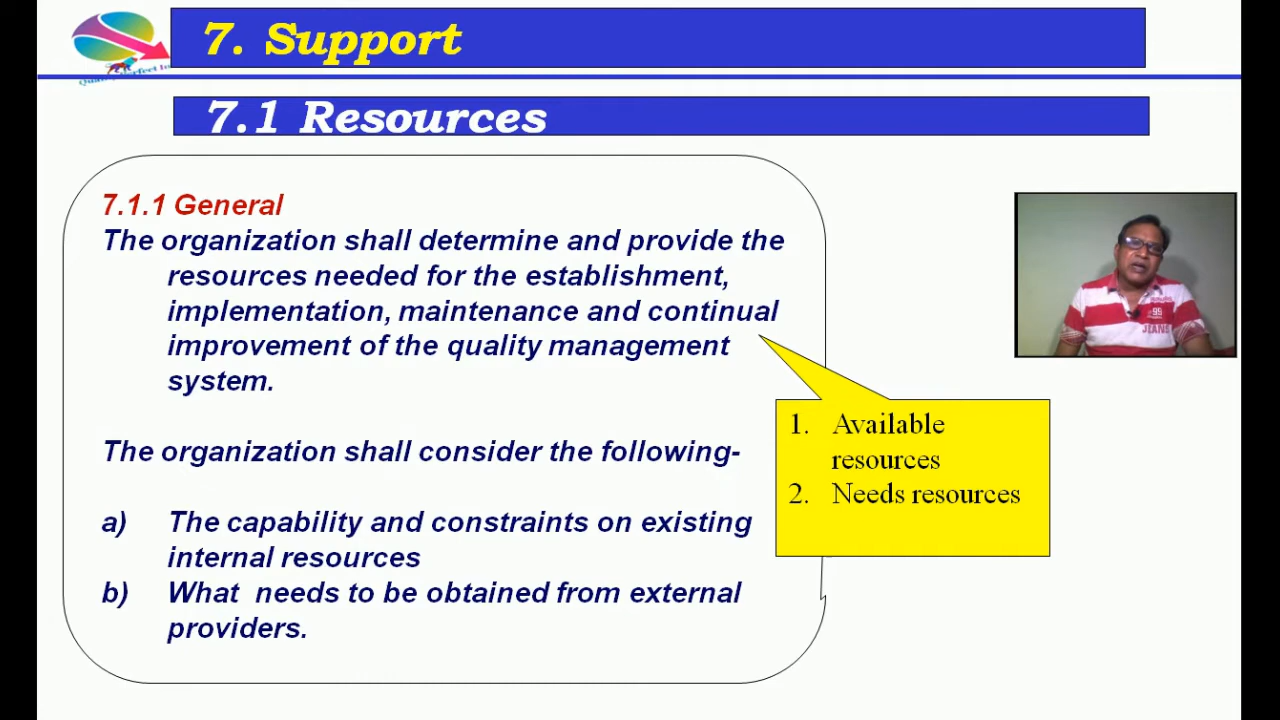 7. Support
7.1 Resources
7.1.1 General
The organization shall determine and provide the
resources needed for the establishment,
implementation, maintenance and continual
improvement of the quality management
system.
The organization shall consider the following-
a) The capability and constraints on existing
internal resources
b) What needs to be obtained from external
providers.
1. Available
resources
2. Needs resources
95
JEANS